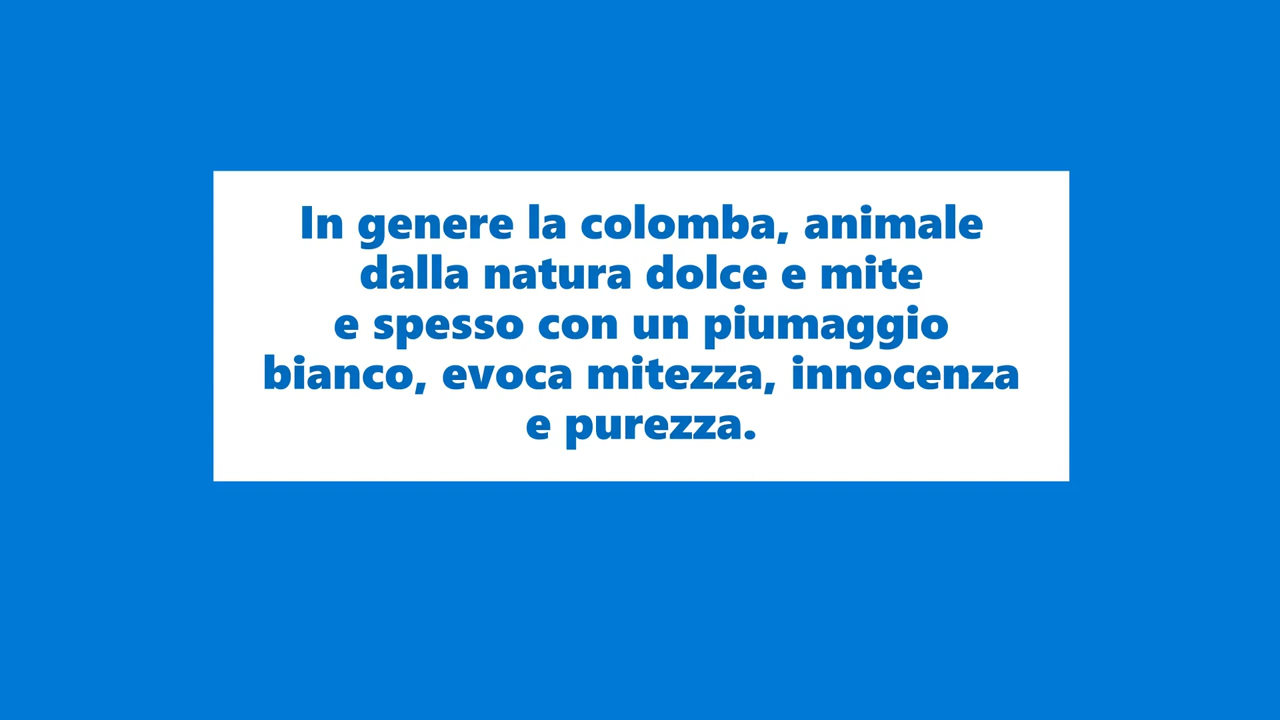 In genere la colomba, animale
dalla natura dolce e mite
e spesso con un piumaggio
bianco, evoca mitezza, innocenza
e purezza.